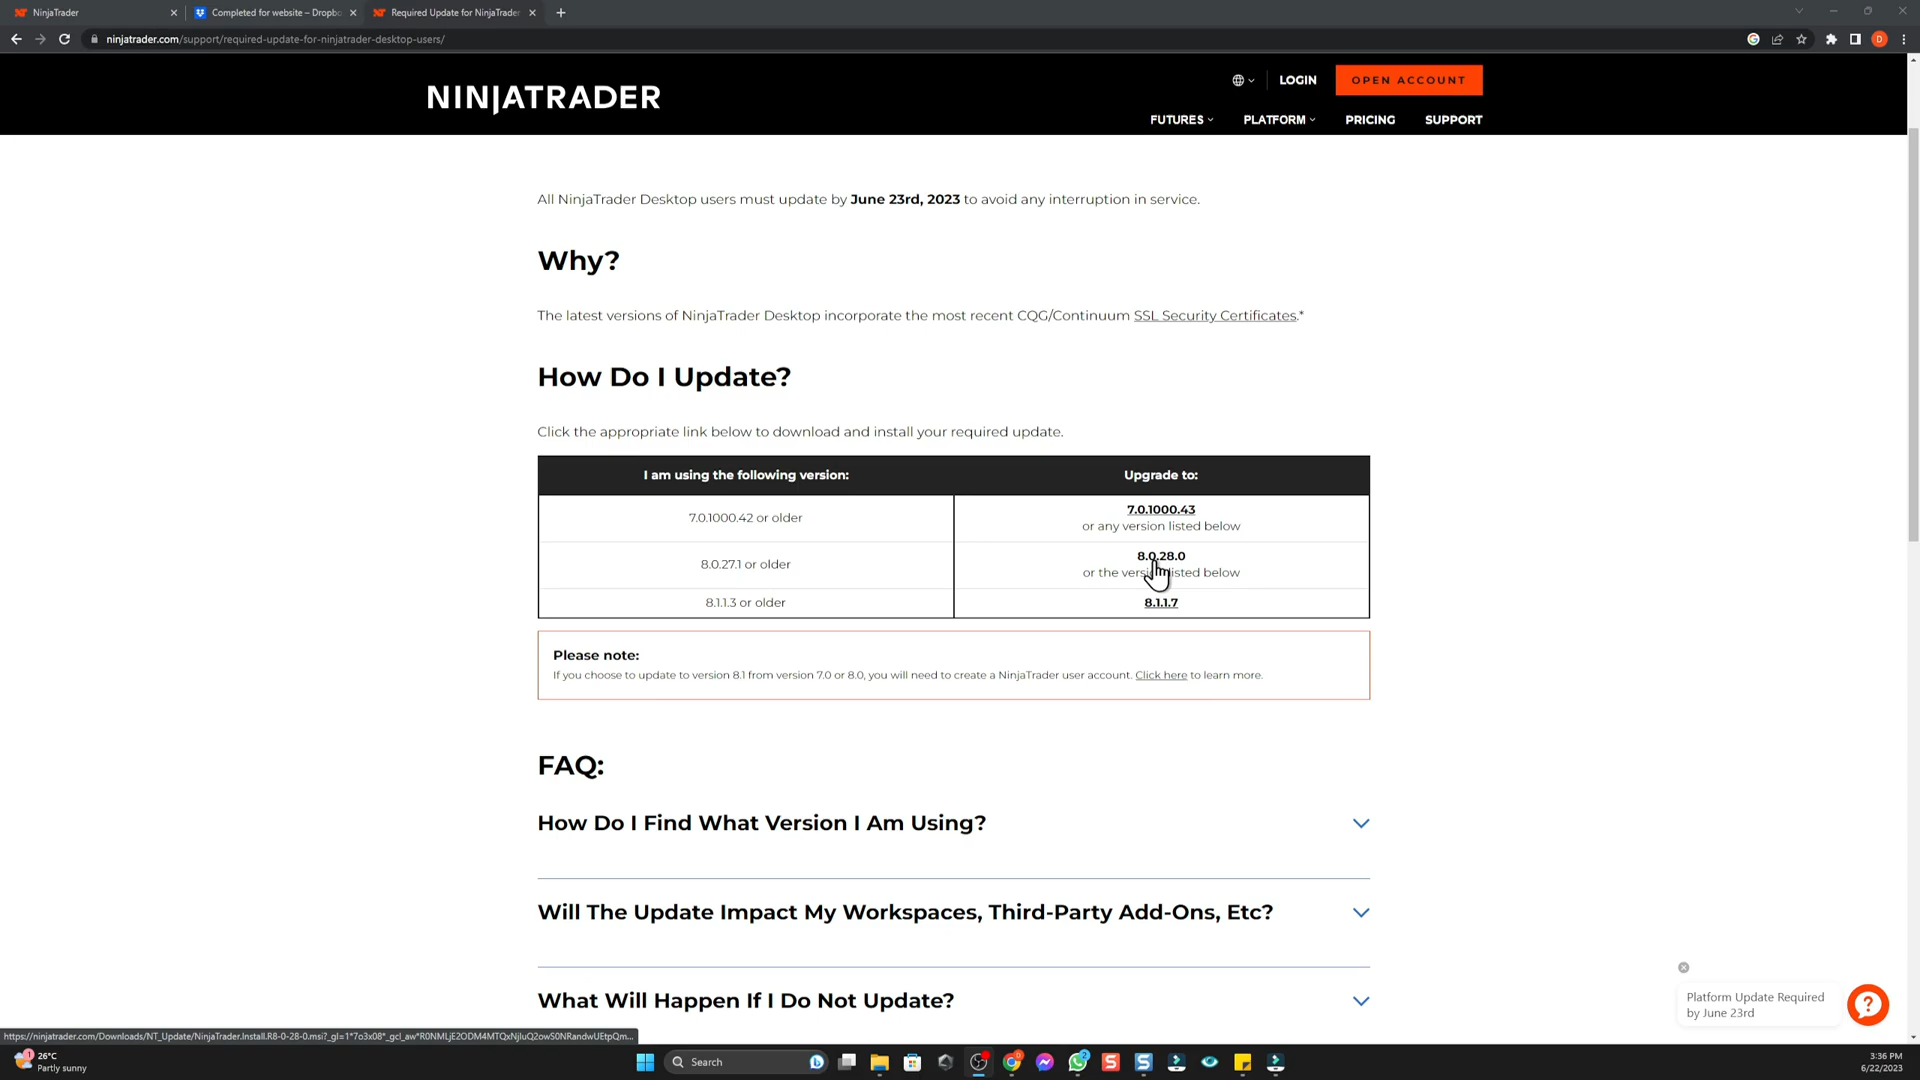 NinjaTrader
Completed for website – Dropbo
Required Update for NinjaTrader
ninjatrader.com/support/required-update-for-ninjatrader-desktop-users/
D
NINJATRADER
LOGIN
OPEN ACCOUNT
FUTURES
PLATFORM
PRICING
SUPPORT
All NinjaTrader Desktop users must update by June 23rd, 2023 to avoid any interruption in service.
Why?
The latest versions of NinjaTrader Desktop incorporate the most recent CQG/Continuum SSL Security Certificates.*
How Do I Update?
Click the appropriate link below to download and install your required update.
I am using the following version:
Upgrade to:
7.0.1000.42 or older
7.0.1000.43
or any version listed below
8.0.27.1 or older
8.0.28.0
or the version listed below
8.1.1.3 or older
8.1.1.7
Please note:
If you choose to update to version 8.1 from version 7.0 or 8.0, you will need to create a NinjaTrader user account. Click here to learn more.
FAQ:
How Do I Find What Version I Am Using?
Will The Update Impact My Workspaces, Third-Party Add-Ons, Etc?
What Will Happen If I Do Not Update?
Platform Update Required
by June 23rd
26°C
Partly sunny
Search
3:36 PM
6/22/2023